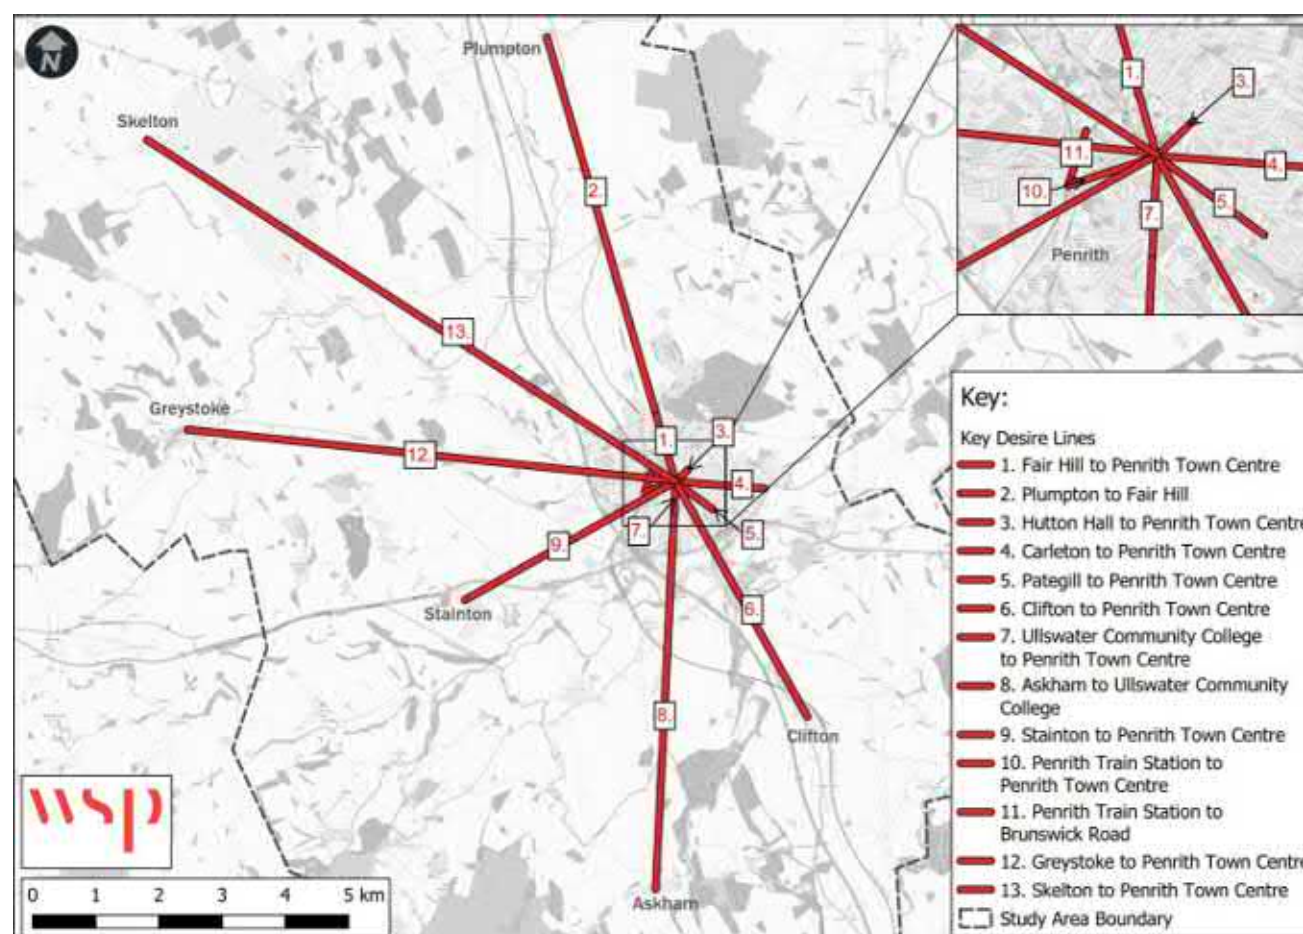 N
Plumpton
Skelton
Greystoke
Stainton
Clifton
Askham
1.
2.
3.
4.
5.
6.
7.
8.
9.
12.
13.
1.
3.
4.
5.
7.
10.
11.
Penrith
Key:
Key Desire Lines
1. Fair Hill to Penrith Town Centre
2. Plumpton to Fair Hill
3. Hutton Hall to Penrith Town Centre
4. Carleton to Penrith Town Centre
5. Pategill to Penrith Town Centre
6. Clifton to Penrith Town Centre
7. Ullswater Community College
to Penrith Town Centre
8. Askham to Ullswater Community
College
9. Stainton to Penrith Town Centre
10. Penrith Train Station to
Penrith Town Centre
11. Penrith Train Station to
Brunswick Road
12. Greystoke to Penrith Town Centre
13. Skelton to Penrith Town Centre
Study Area Boundary
wsp
0 1 2 3 4 5 km